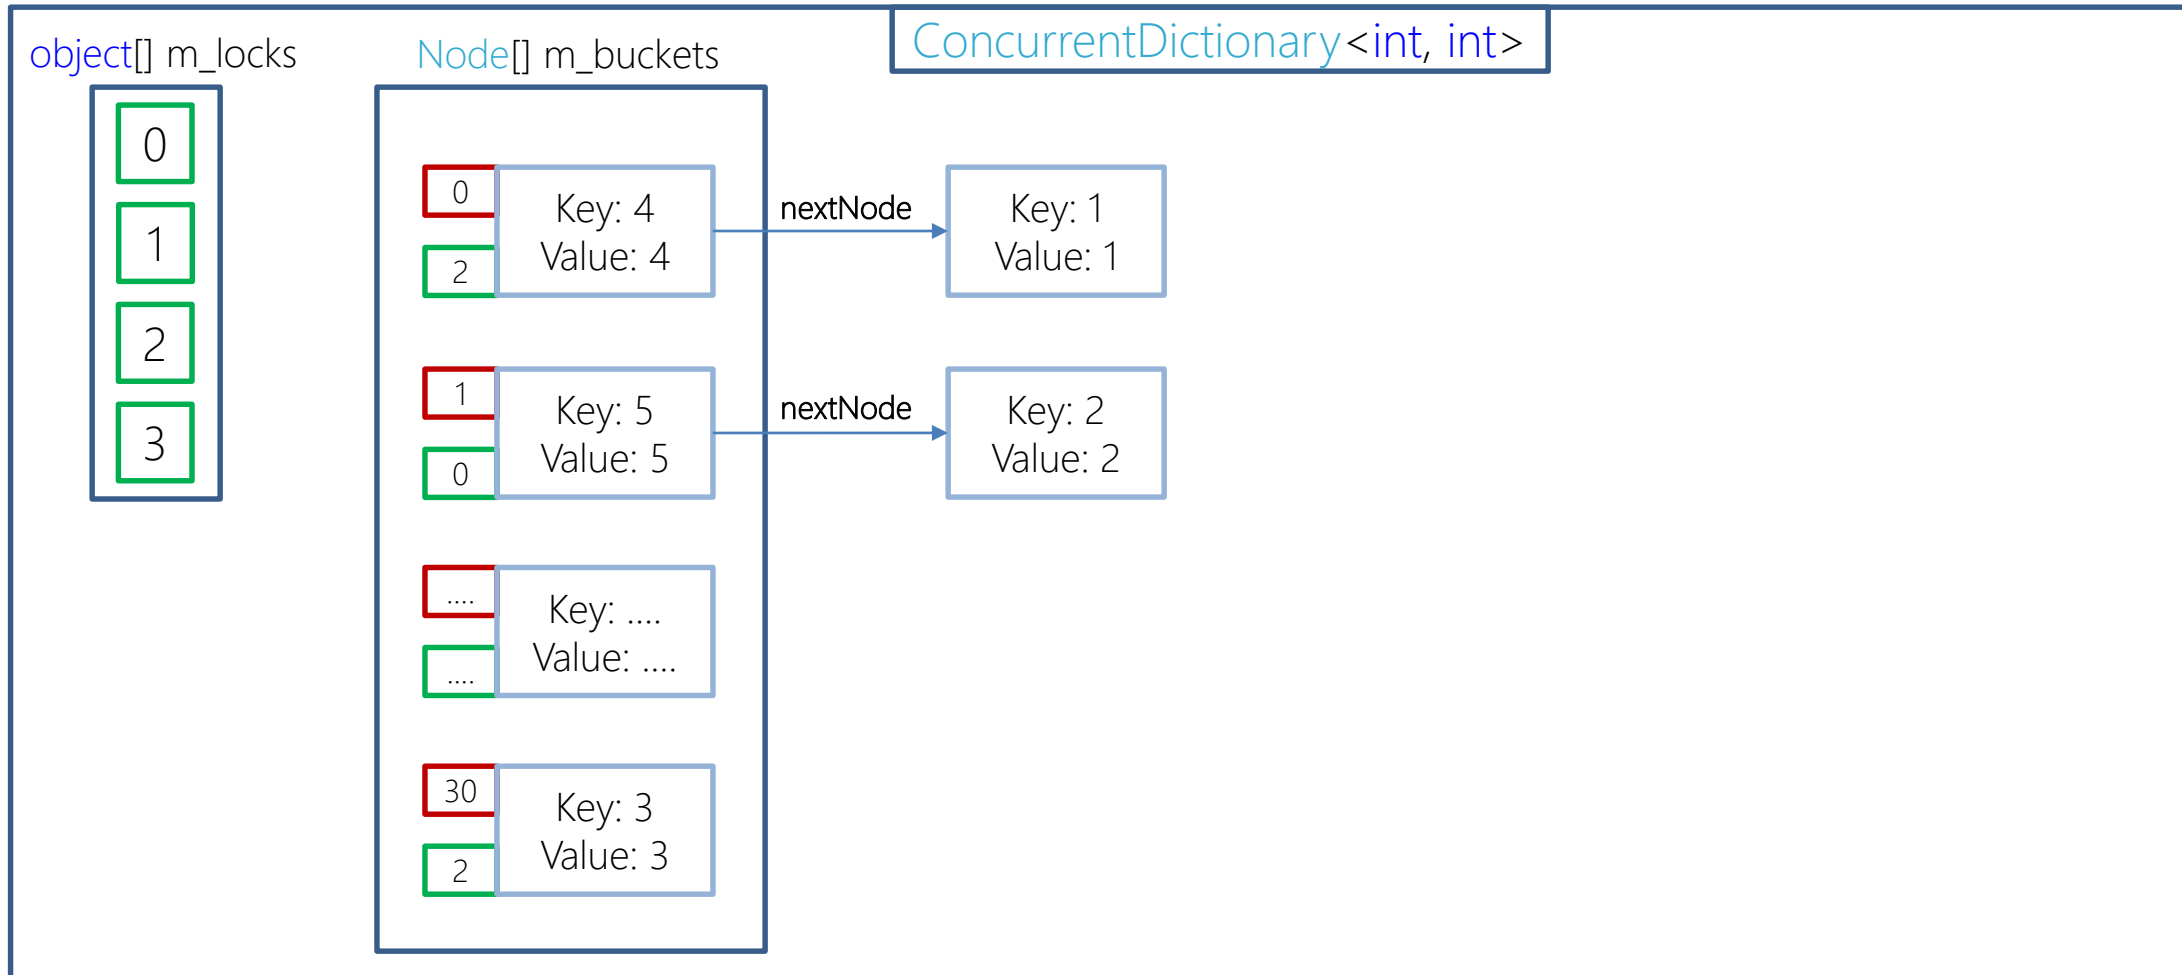 ConcurrentDictionary<int, int>
object[] m_locks
0
1
2
3
Node[] m_buckets
0
2
Key: 4
Value: 4
nextNode
Key: 1
Value: 1
1
0
Key: 5
Value: 5
nextNode
Key: 2
Value: 2
....
....
Key: ....
Value: ....
30
2
Key: 3
Value: 3